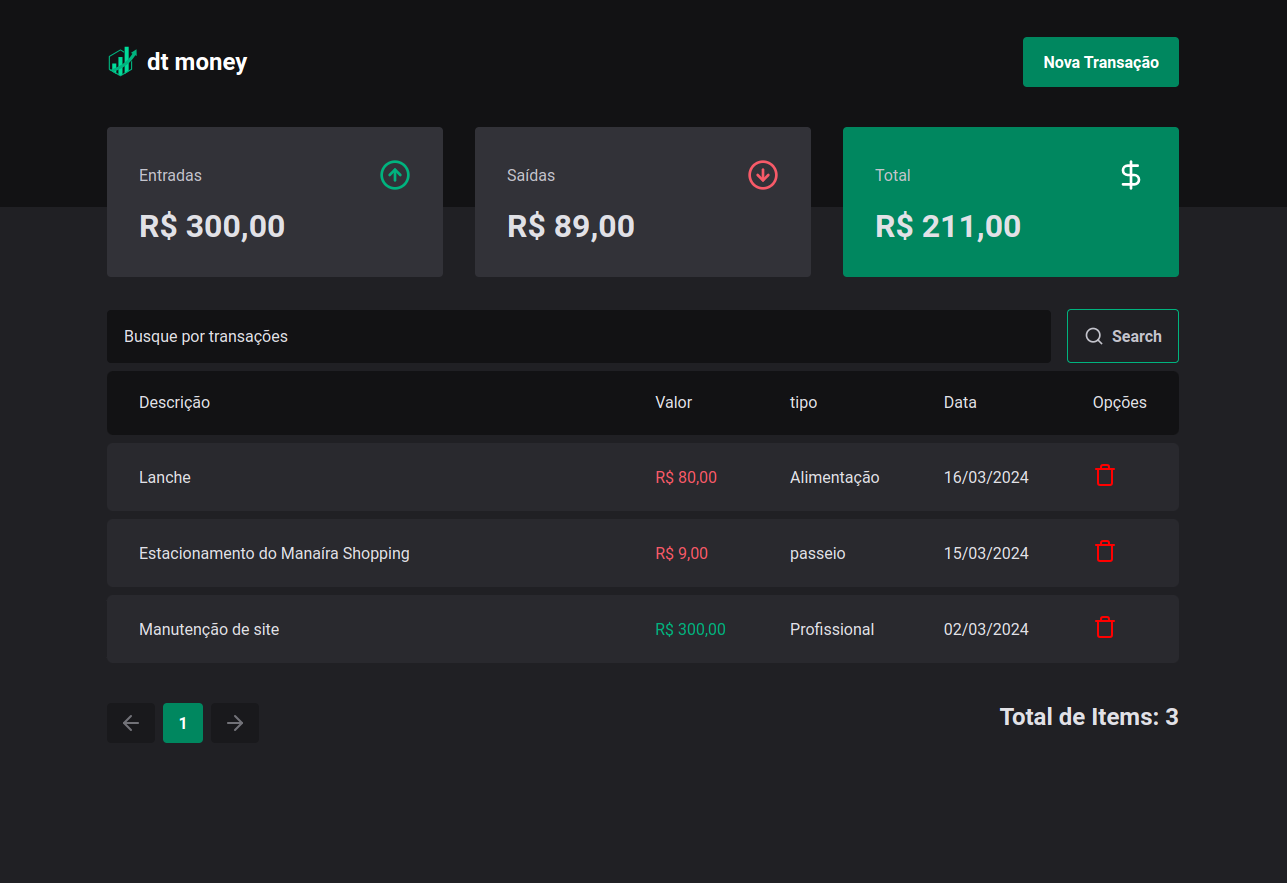 dt money
Nova Transação
Entradas
R$ 300,00
Saídas
R$ 89,00
Total
R$ 211,00
Busque por transações
Search
Descrição Valor tipo Data Opções
Lanche R$ 80,00 Alimentação 16/03/2024
Estacionamento do Manaíra Shopping R$ 9,00 passeio 15/03/2024
Manutenção de site R$ 300,00 Profissional 02/03/2024
1
Total de Items: 3